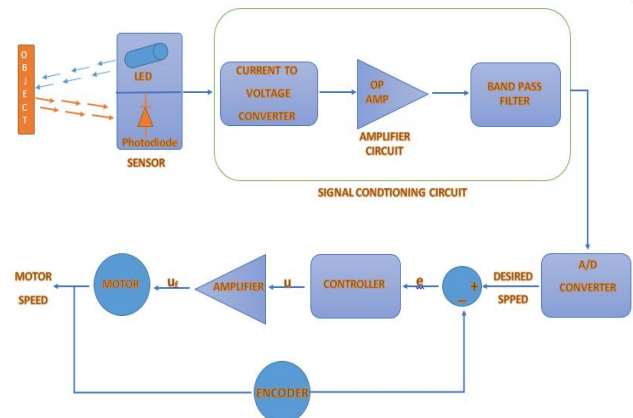 OBJECT
LED
Photodiode
SENSOR
CURRENT TO
VOLTAGE
CONVERTER
OP
AMP
AMPLIFIER
CIRCUIT
BAND PASS
FILTER
SIGNAL CONDTIONING CIRCUIT
A/D
CONVERTER
DESIRED
SPPED
+
−
e
CONTROLLER
u
AMPLIFIER
uf
MOTOR
MOTOR
SPEED
ENCODER